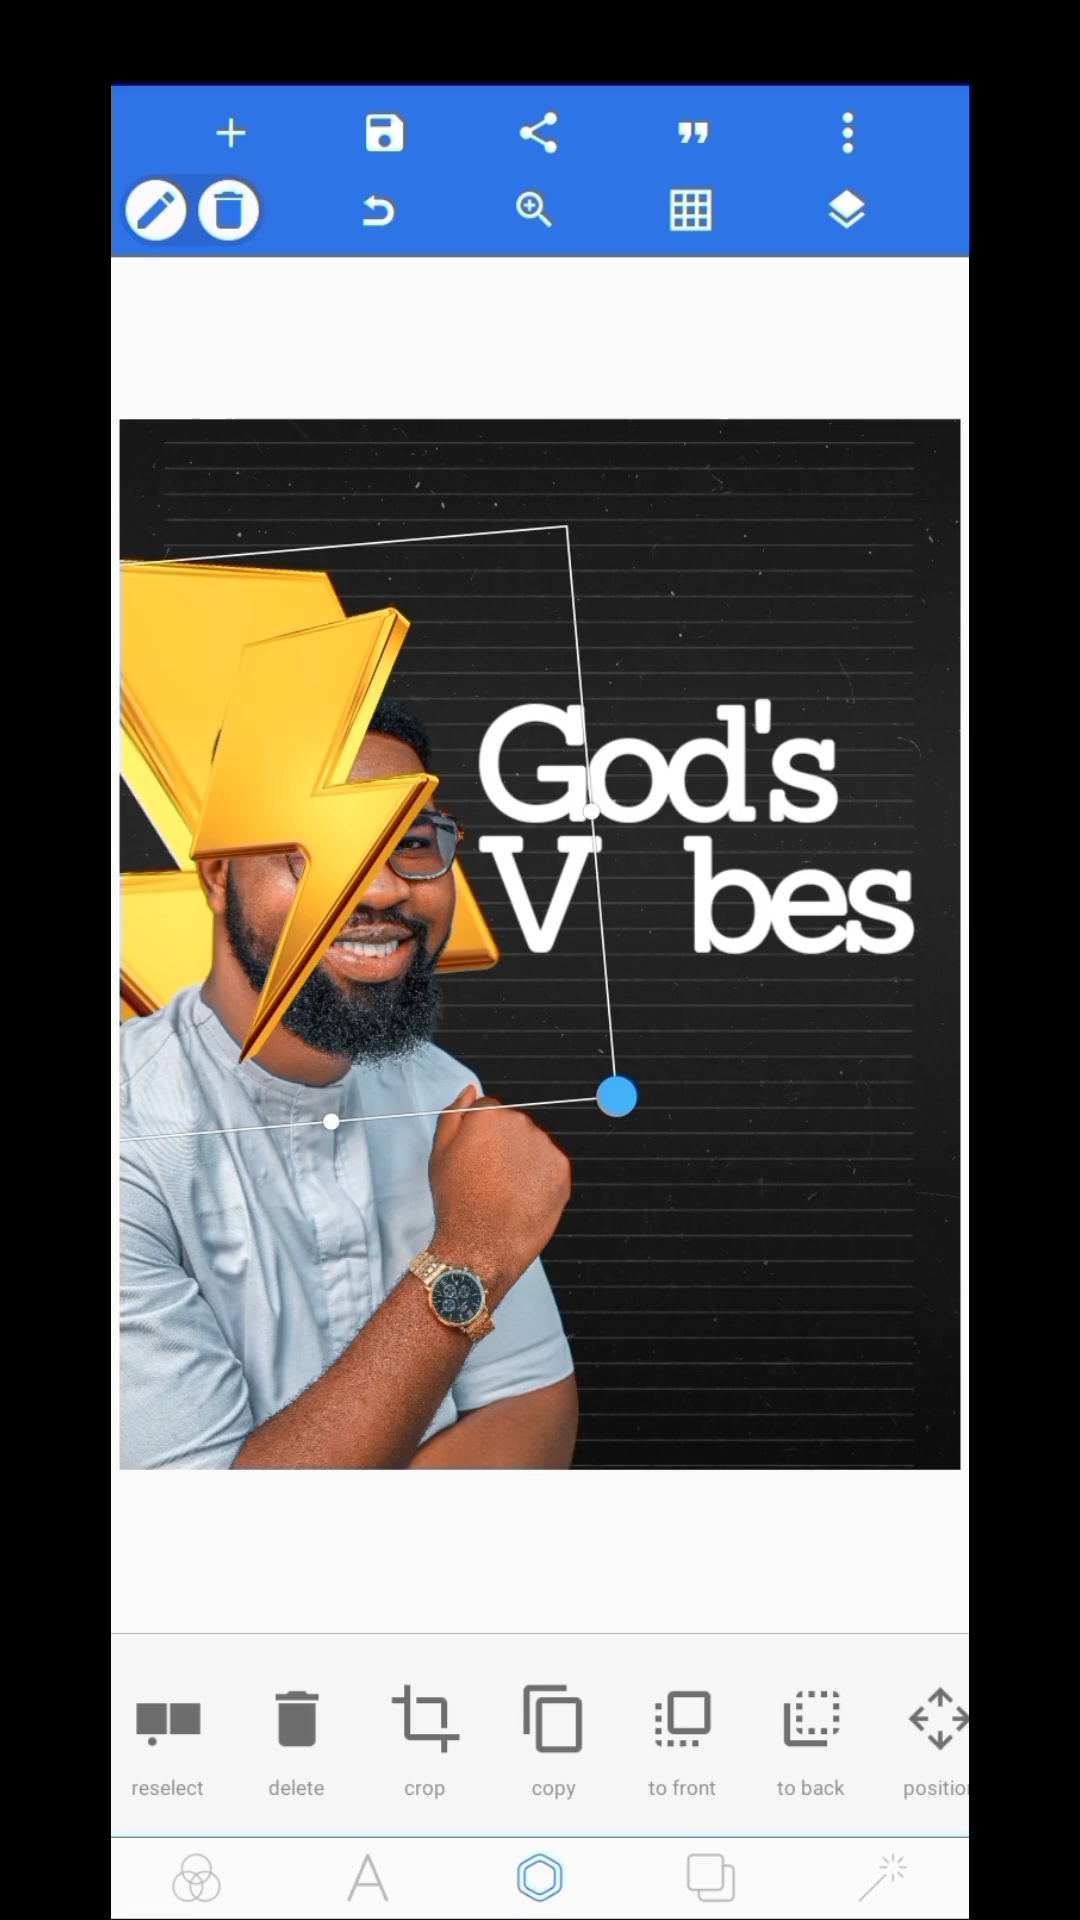 God's
V bes
reselect
delete
crop
copy
to front
to back
position